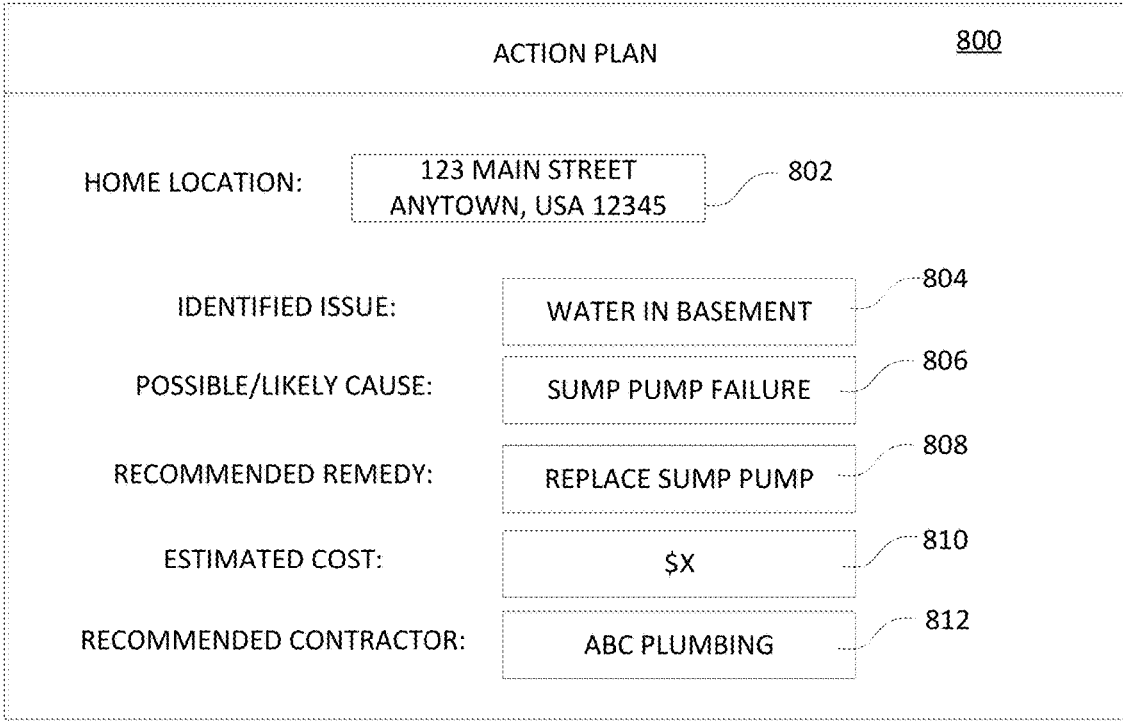 ACTION PLAN 800
HOME LOCATION: 123 MAIN STREET
ANYTOWN, USA 12345 802
IDENTIFIED ISSUE: WATER IN BASEMENT 804
POSSIBLE/LIKELY CAUSE: SUMP PUMP FAILURE 806
RECOMMENDED REMEDY: REPLACE SUMP PUMP 808
ESTIMATED COST: $X 810
RECOMMENDED CONTRACTOR: ABC PLUMBING 812